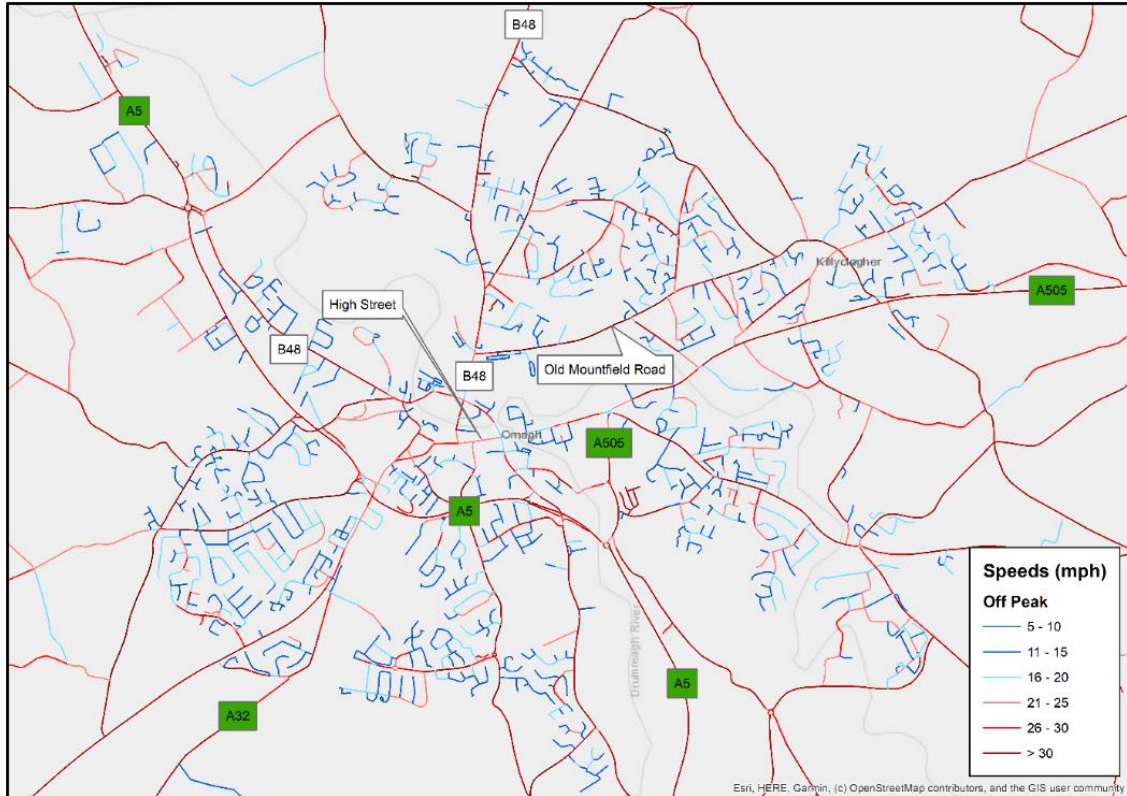 B48
A5
Killyclogher
A505
High Street
B48
Old Mountfield Road
B48
Omagh
A505
A5
Speeds (mph)
Off Peak
5 - 10
11 - 15
16 - 20
21 - 25
26 - 30
> 30
Drumreagh River
A5
A32
Esri, HERE, Garmin, (c) OpenStreetMap contributors, and the GIS user community